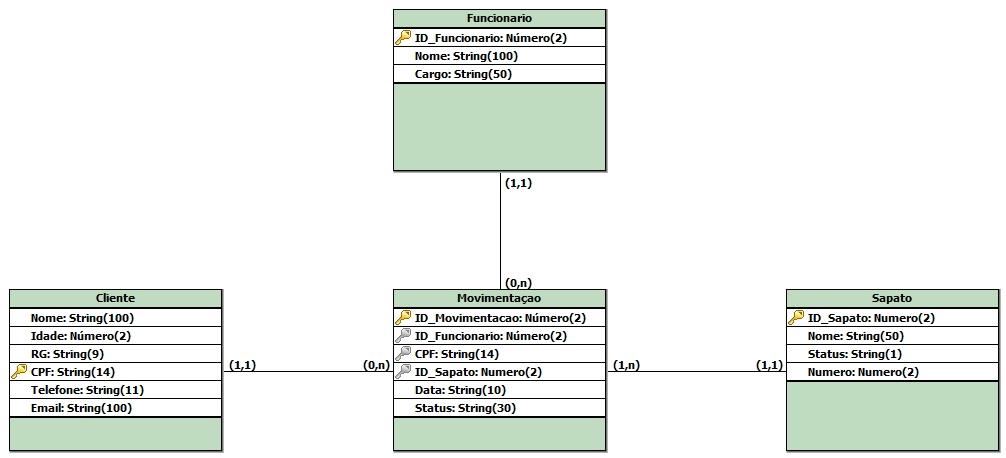 Funcionario
ID_Funcionario: Número(2)
Nome: String(100)
Cargo: String(50)
(1,1)
(0,n)
Cliente
Nome: String(100)
Idade: Número(2)
RG: String(9)
CPF: String(14)
Telefone: String(11)
Email: String(100)
(1,1)
(0,n)
Movimentaçao
ID_Movimentacao: Número(2)
ID_Funcionario: Número(2)
CPF: String(14)
ID_Sapato: Numero(2)
Data: String(10)
Status: String(30)
(1,n)
(1,1)
Sapato
ID_Sapato: Numero(2)
Nome: String(50)
Status: String(1)
Numero: Numero(2)